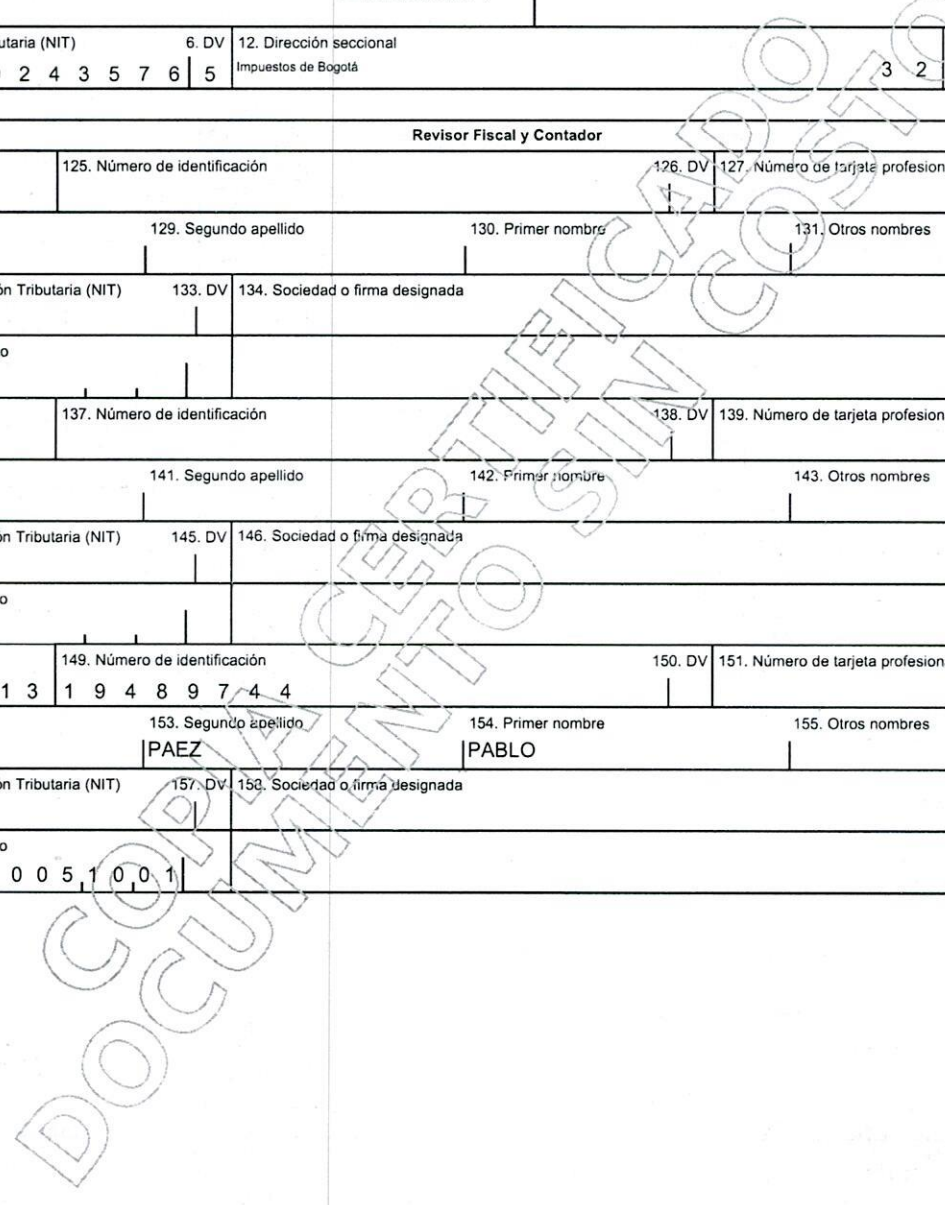 utaria (NIT) 6. DV 12. Dirección seccional
2 4 3 5 7 6 5 Impuestos de Bogotá 3 2
Revisor Fiscal y Contador
125. Número de identificación 126. DV 127. Número de tarjeta profesion
129. Segundo apellido 130. Primer nombre 131. Otros nombres
ón Tributaria (NIT) 133. DV 134. Sociedad o firma designada
o
137. Número de identificación 138. DV 139. Número de tarjeta profesion
141. Segundo apellido 142. Primer nombre 143. Otros nombres
ón Tributaria (NIT) 145. DV 146. Sociedad o firma designada
o
149. Número de identificación 150. DV 151. Número de tarjeta profesion
1 3 1 9 4 8 9 7 4 4
153. Segundo apellido 154. Primer nombre 155. Otros nombres
PAEZ PABLO
ón Tributaria (NIT) 157. DV 158. Sociedad o firma designada
o
0 0 5 1 0 0 1
COPIA CERTIFICADO
DOCUMENTO SIN COSTO